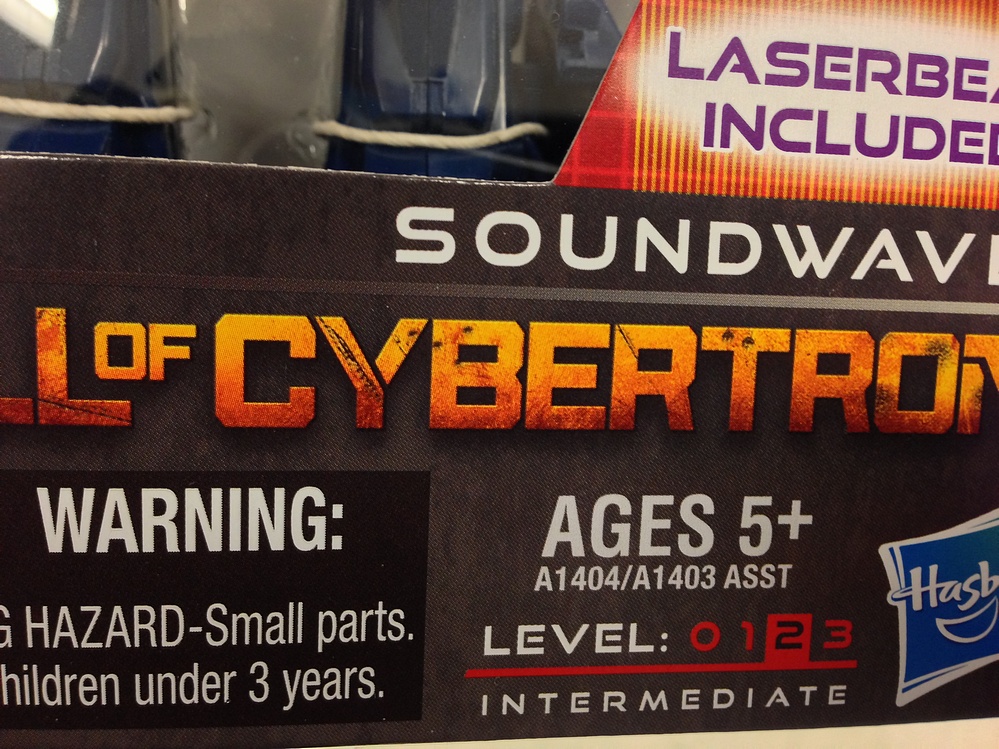 LASERBEA
INCLUDED
SOUNDWAVE
LL OF CYBERTRON
WARNING:
G HAZARD-Small parts.
hildren under 3 years.
AGES 5+
A1404/A1403 ASST
LEVEL: 0 1 2 3
INTERMEDIATE
Hasb